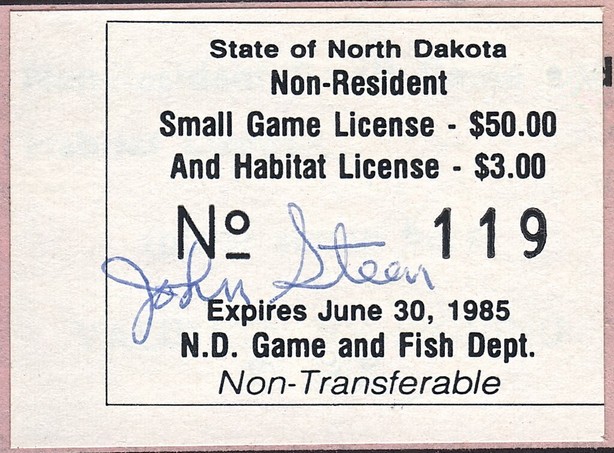 State of North Dakota
Non-Resident
Small Game License - $50.00
And Habitat License - $3.00
No 119
John Steen
Expires June 30, 1985
N.D. Game and Fish Dept.
Non-Transferable